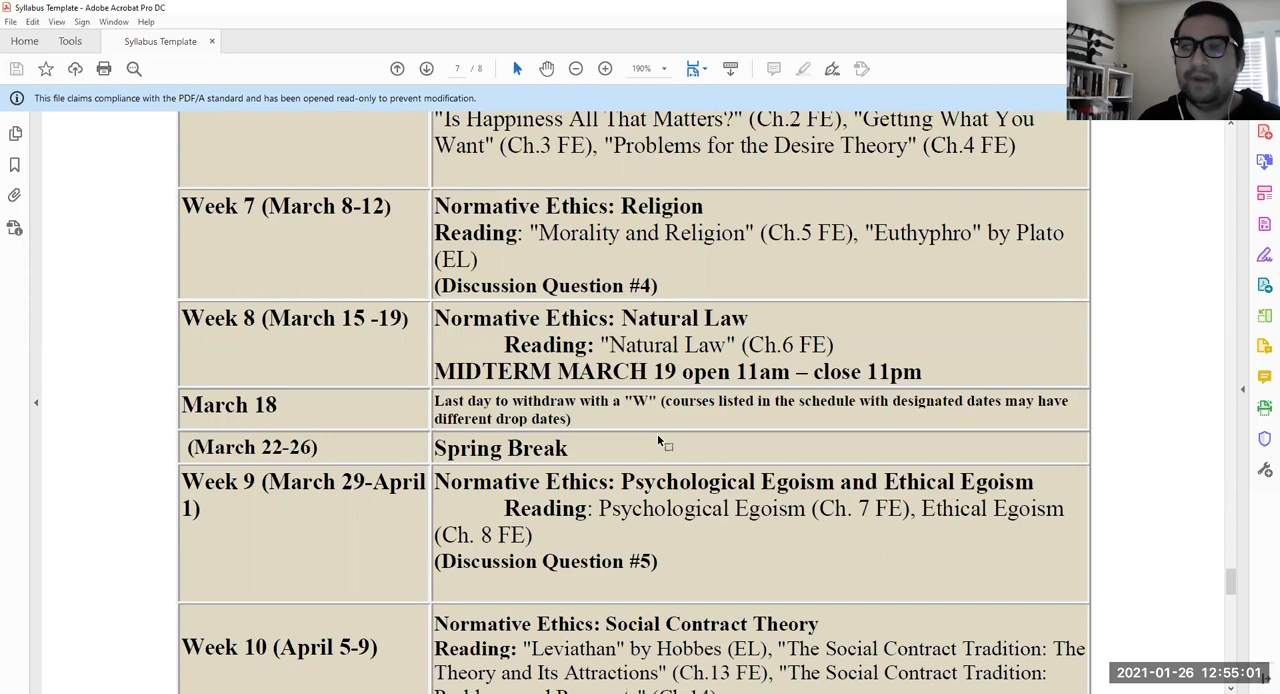 Syllabus Template - Adobe Acrobat Pro DC
File Edit View Sign Window Help
Home Tools Syllabus Template ×
7 / 8 190%
This file claims compliance with the PDF/A standard and has been opened read-only to prevent modification.
"Is Happiness All That Matters?" (Ch.2 FE), "Getting What You
Want" (Ch.3 FE), "Problems for the Desire Theory" (Ch.4 FE)
Week 7 (March 8-12)
Normative Ethics: Religion
Reading: "Morality and Religion" (Ch.5 FE), "Euthyphro" by Plato
(EL)
(Discussion Question #4)
Week 8 (March 15 -19)
Normative Ethics: Natural Law
Reading: "Natural Law" (Ch.6 FE)
MIDTERM MARCH 19 open 11am – close 11pm
March 18
Last day to withdraw with a "W" (courses listed in the schedule with designated dates may have
different drop dates)
(March 22-26)
Spring Break
Week 9 (March 29-April
1)
Normative Ethics: Psychological Egoism and Ethical Egoism
Reading: Psychological Egoism (Ch. 7 FE), Ethical Egoism
(Ch. 8 FE)
(Discussion Question #5)
Week 10 (April 5-9)
Normative Ethics: Social Contract Theory
Reading: "Leviathan" by Hobbes (EL), "The Social Contract Tradition: The
Theory and Its Attractions" (Ch.13 FE), "The Social Contract Tradition:
2021-01-26 12:55:01